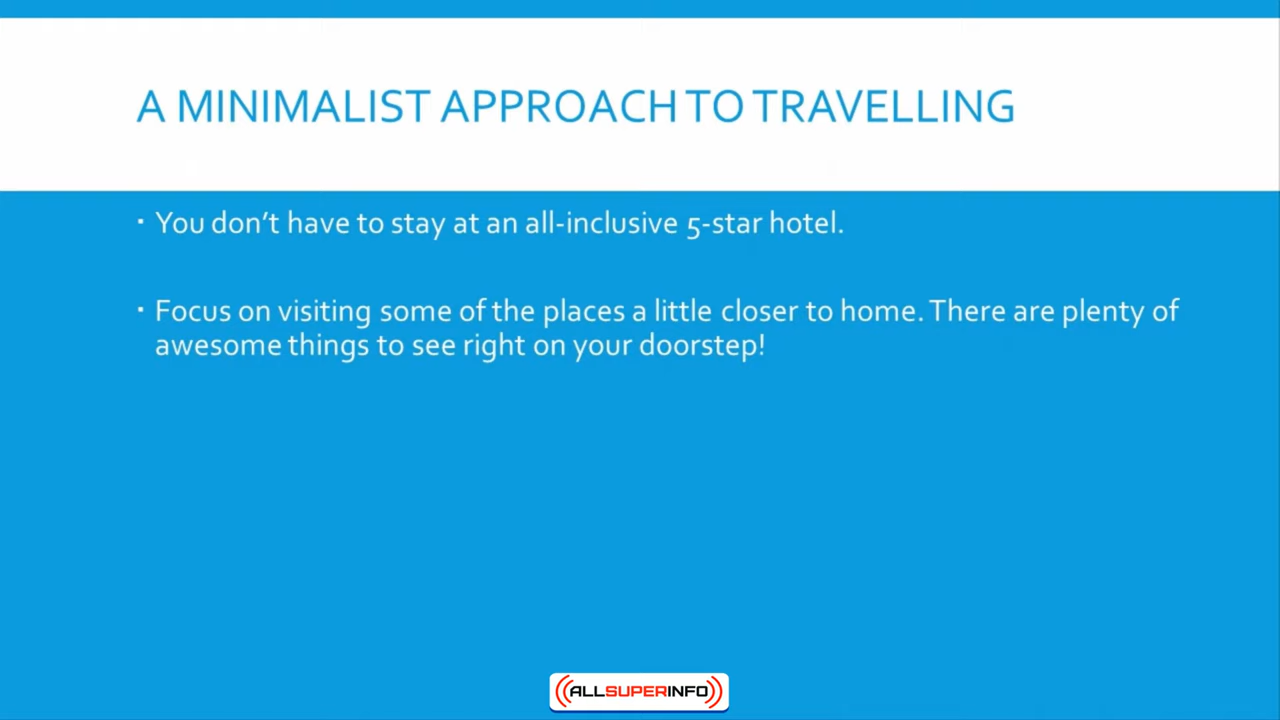 A MINIMALIST APPROACH TO TRAVELLING
▪ You don’t have to stay at an all-inclusive 5-star hotel.
▪ Focus on visiting some of the places a little closer to home. There are plenty of
awesome things to see right on your doorstep!
ALLSUPERINFO